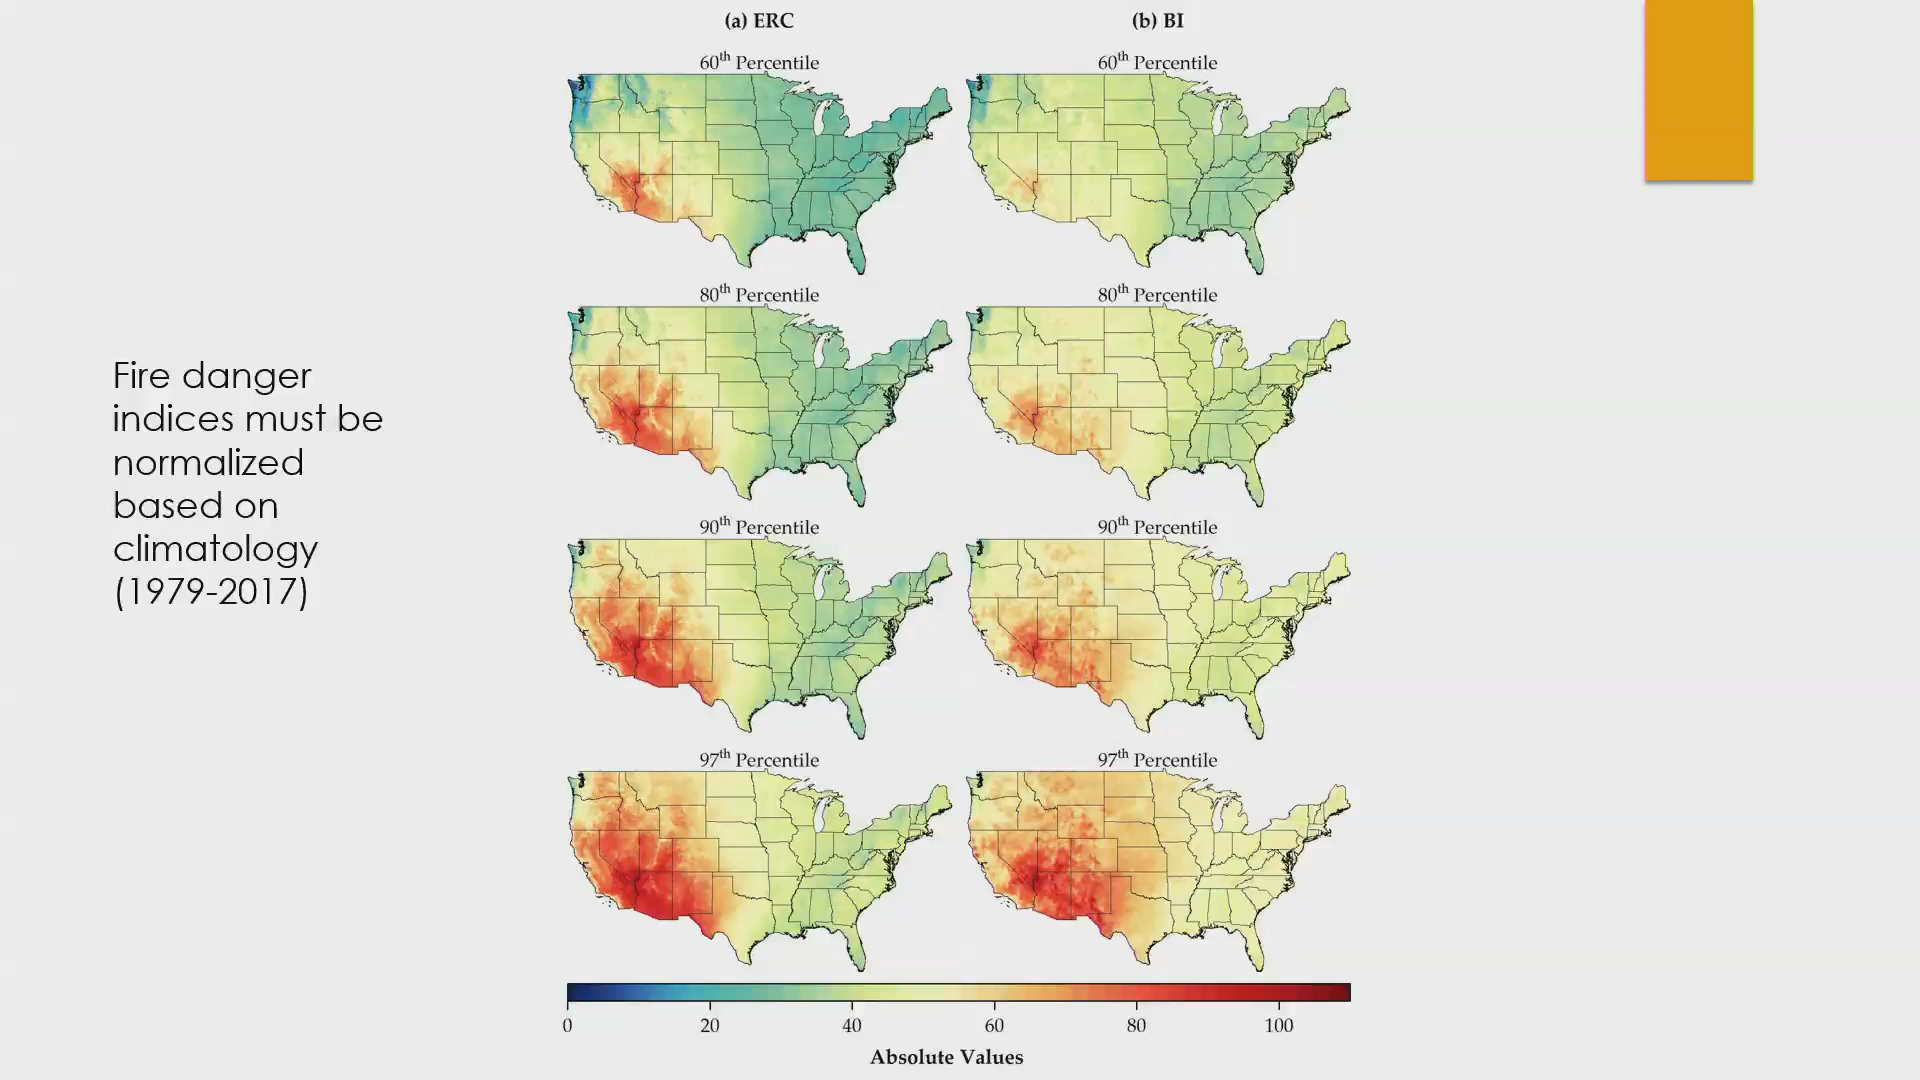 (a) ERC
(b) BI
60th Percentile
60th Percentile
80th Percentile
80th Percentile
Fire danger
indices must be
normalized
based on
climatology
(1979-2017)
90th Percentile
90th Percentile
97th Percentile
97th Percentile
0 20 40 60 80 100
Absolute Values